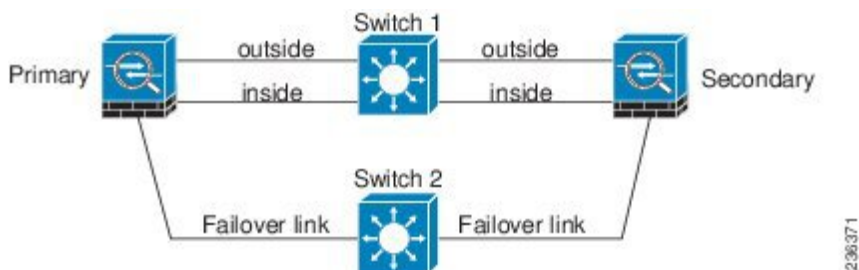 Switch 1
outside
outside
Primary
Secondary
inside
inside
Switch 2
Failover link
Failover link
236371